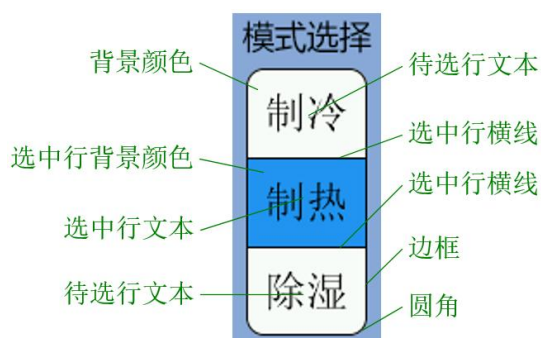 模式选择
背景颜色
待选行文本
制冷
选中行横线
选中行背景颜色
选中行横线
制热
选中行文本
边框
待选行文本
除湿
圆角